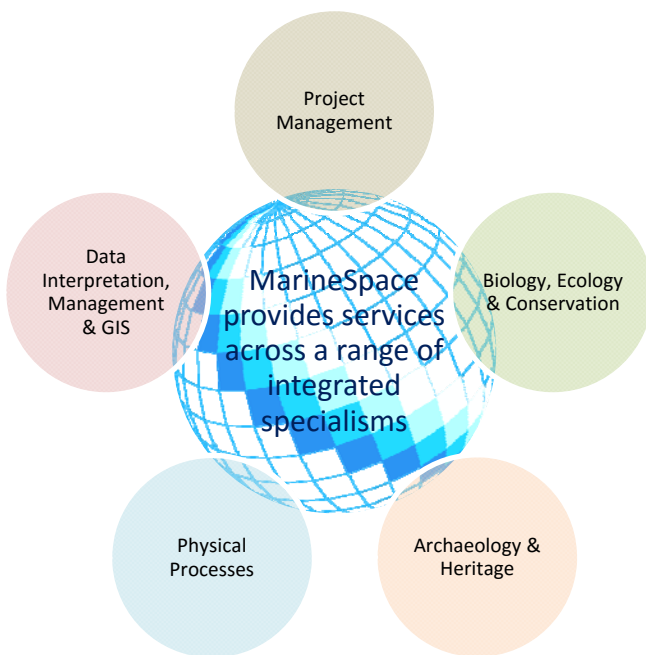 Project
Management
Data
Interpretation,
Management
& GIS
MarineSpace
provides services
across a range of
integrated
specialisms
Biology, Ecology
& Conservation
Physical
Processes
Archaeology &
Heritage